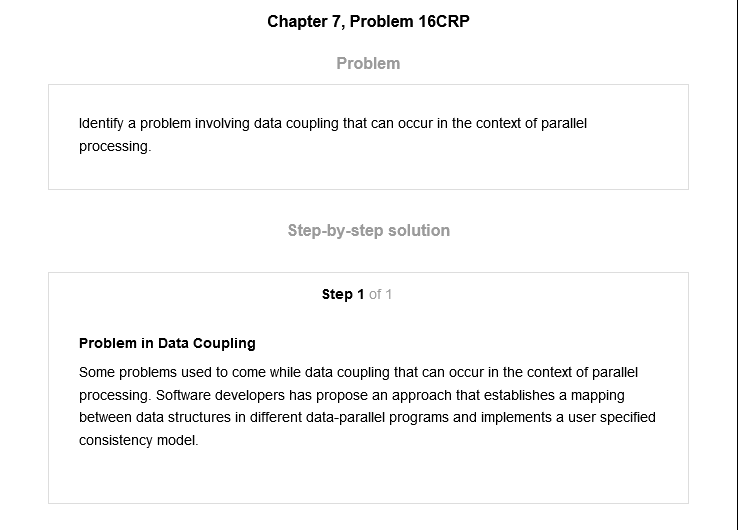 Chapter 7, Problem 16CRP
Problem
Identify a problem involving data coupling that can occur in the context of parallel
processing.
Step-by-step solution
Step 1 of 1
Problem in Data Coupling
Some problems used to come while data coupling that can occur in the context of parallel
processing. Software developers has propose an approach that establishes a mapping
between data structures in different data-parallel programs and implements a user specified
consistency model.